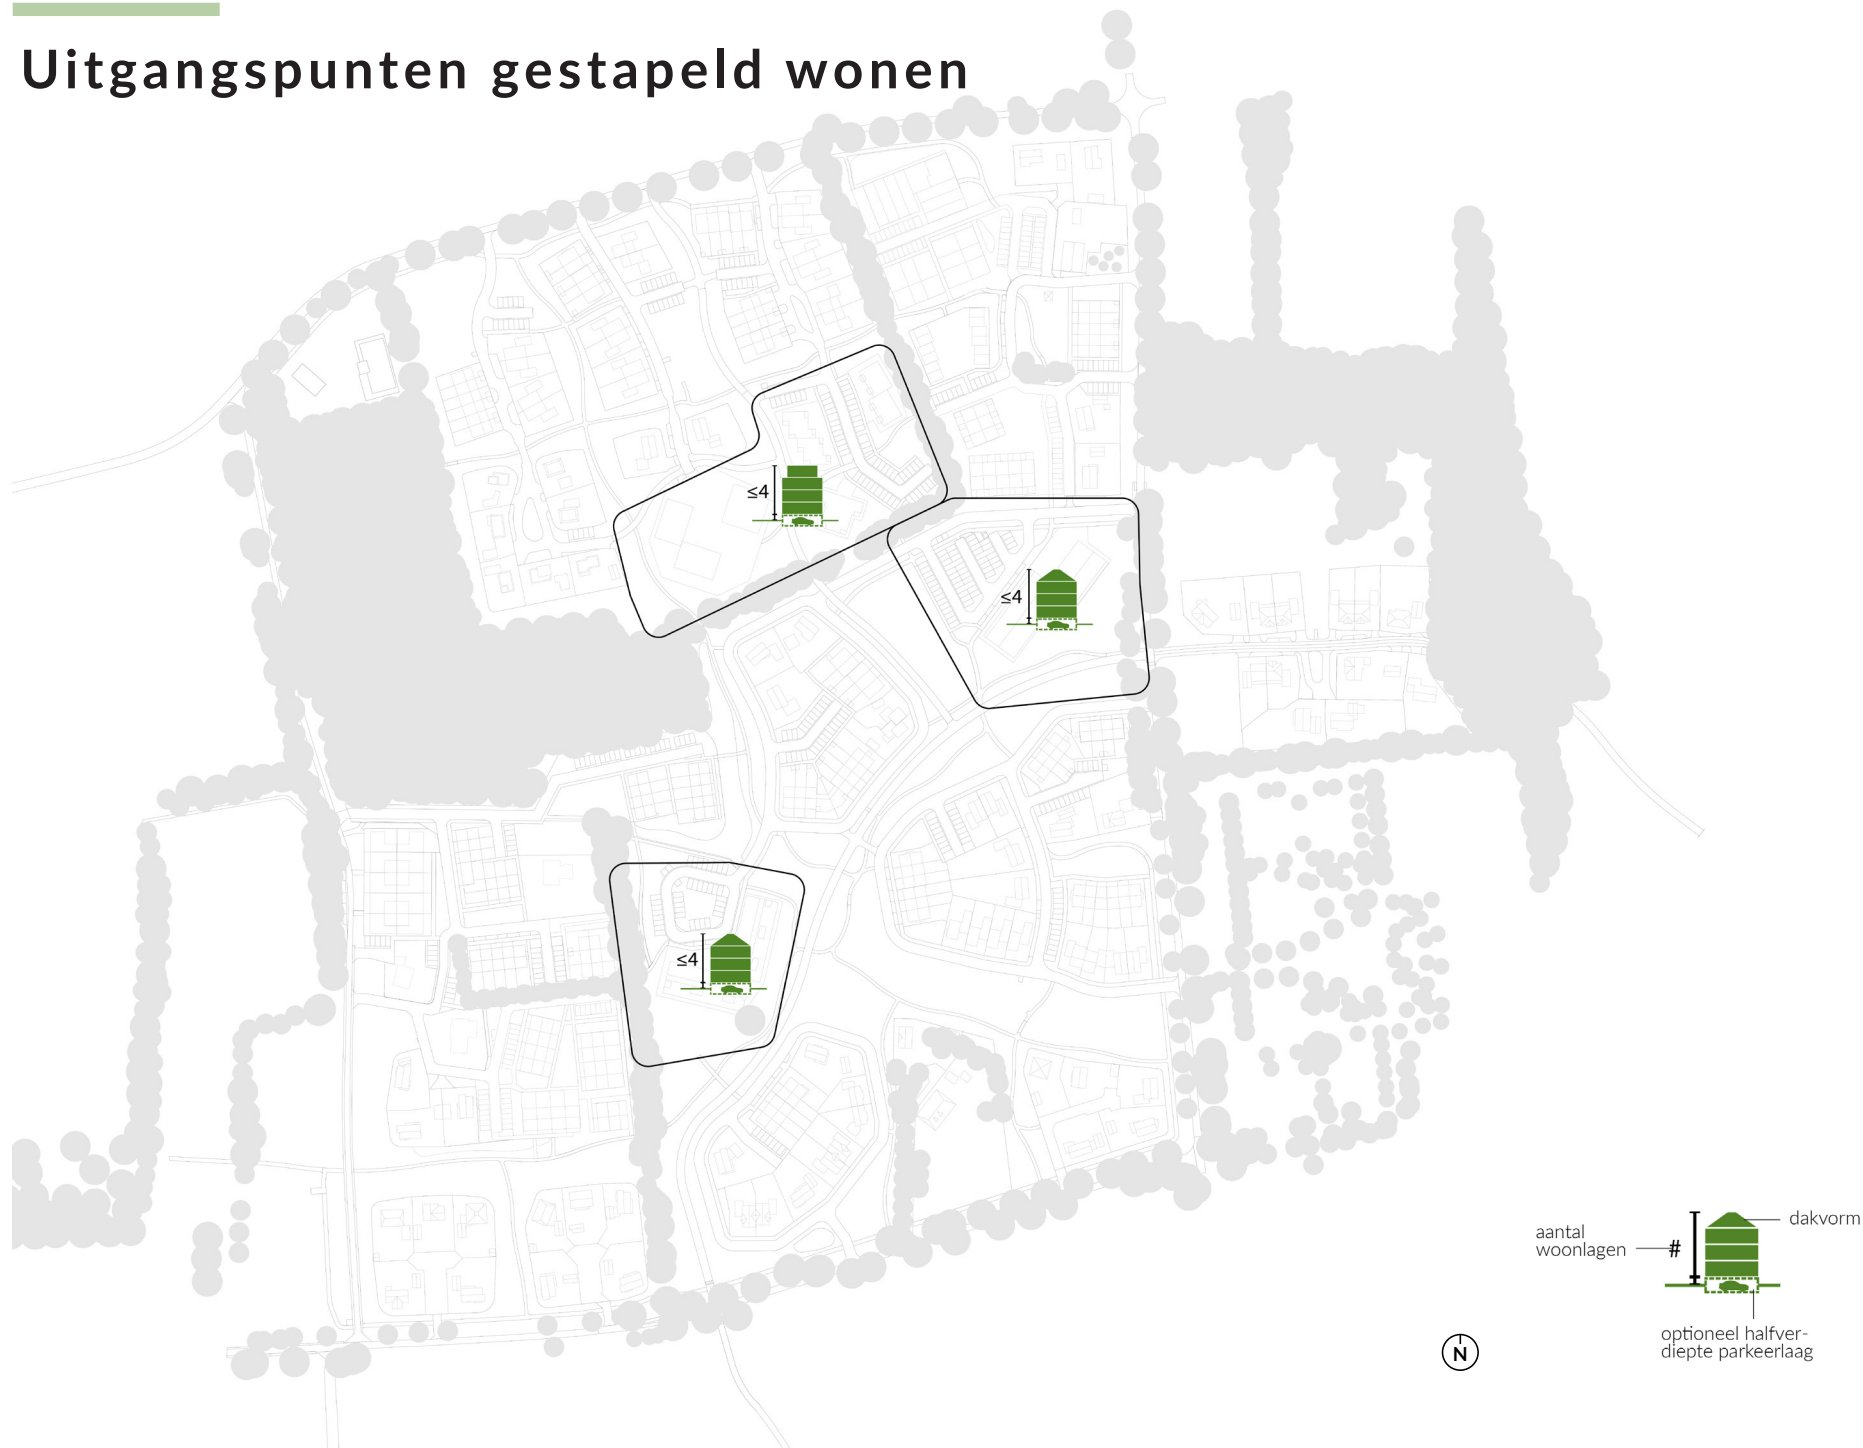 Uitgangspunten gestapeld wonen
≤4
≤4
≤4
aantal
woonlagen
#
dakvorm
optioneel halfver-
diepte parkeerlaag
N